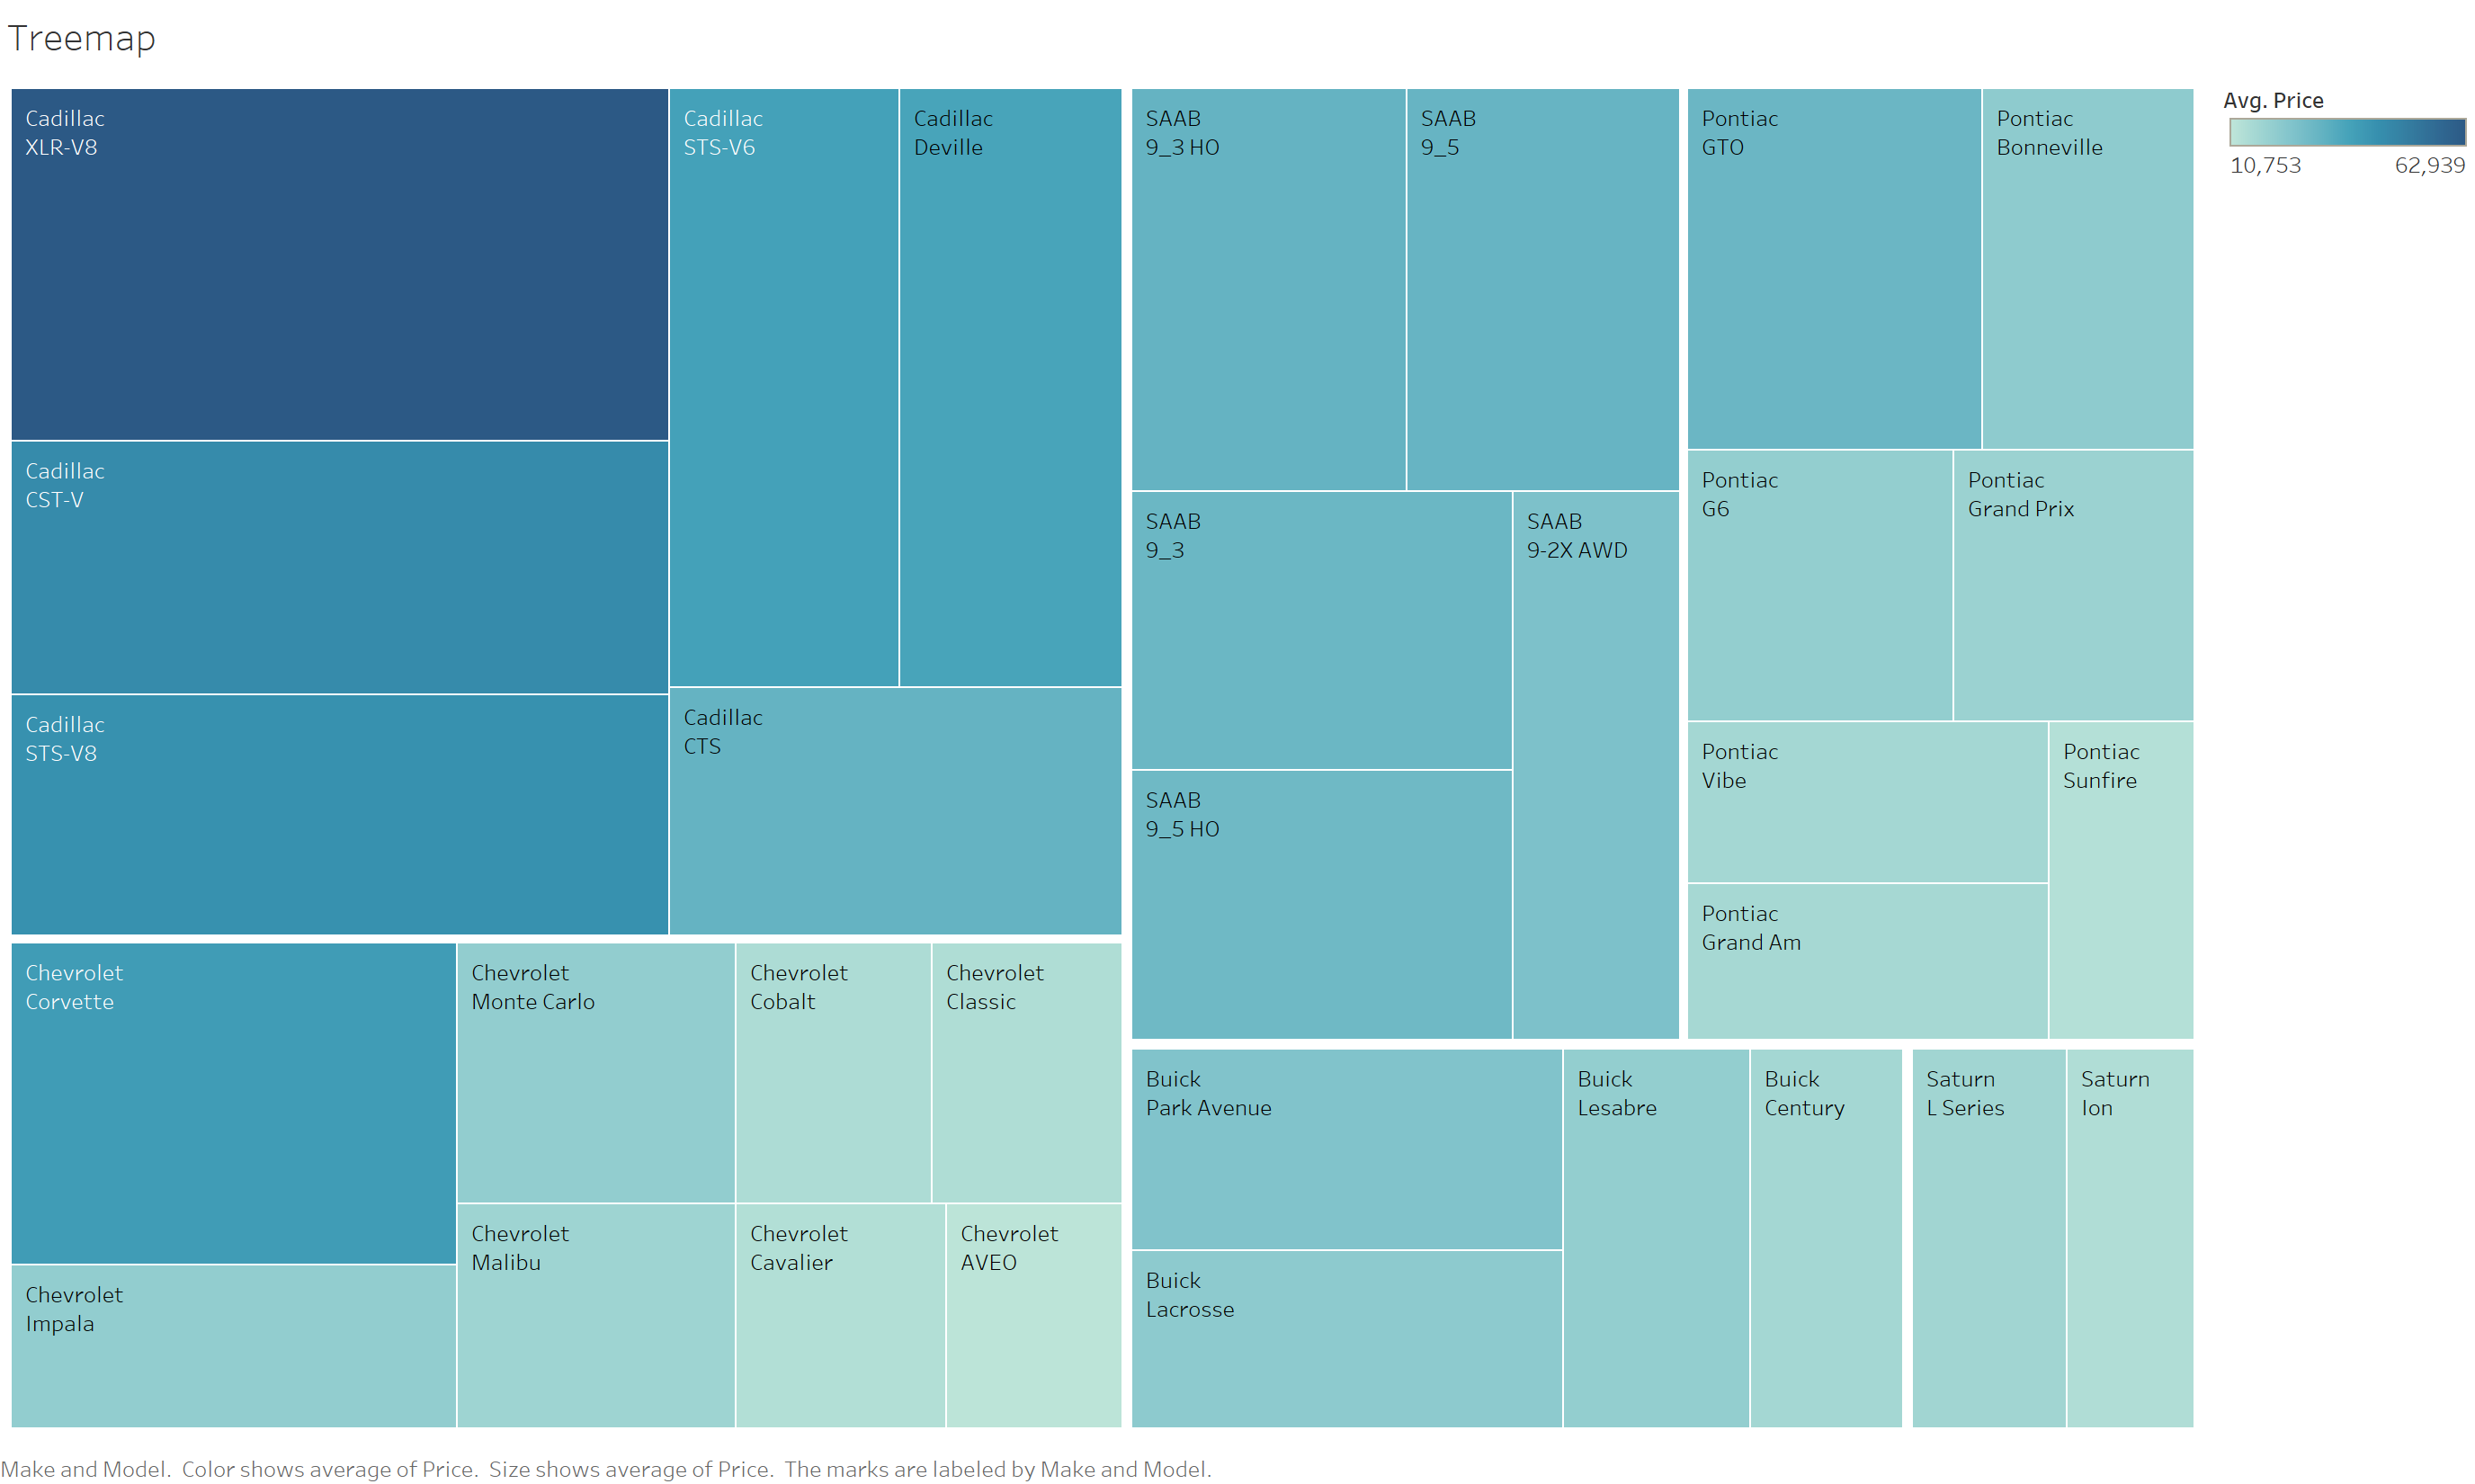 Treemap
Cadillac
XLR-V8
Cadillac
STS-V6
Cadillac
Deville
Cadillac
CST-V
Cadillac
STS-V8
Cadillac
CTS
SAAB
9_3 HO
SAAB
9_5
SAAB
9_3
SAAB
9-2X AWD
SAAB
9_5 HO
Pontiac
GTO
Pontiac
Bonneville
Pontiac
G6
Pontiac
Grand Prix
Pontiac
Vibe
Pontiac
Sunfire
Pontiac
Grand Am
Chevrolet
Corvette
Chevrolet
Monte Carlo
Chevrolet
Cobalt
Chevrolet
Classic
Chevrolet
Impala
Chevrolet
Malibu
Chevrolet
Cavalier
Chevrolet
AVEO
Buick
Park Avenue
Buick
Lesabre
Buick
Century
Buick
Lacrosse
Saturn
L Series
Saturn
Ion
Avg. Price
10,753 62,939
Make and Model. Color shows average of Price. Size shows average of Price. The marks are labeled by Make and Model.